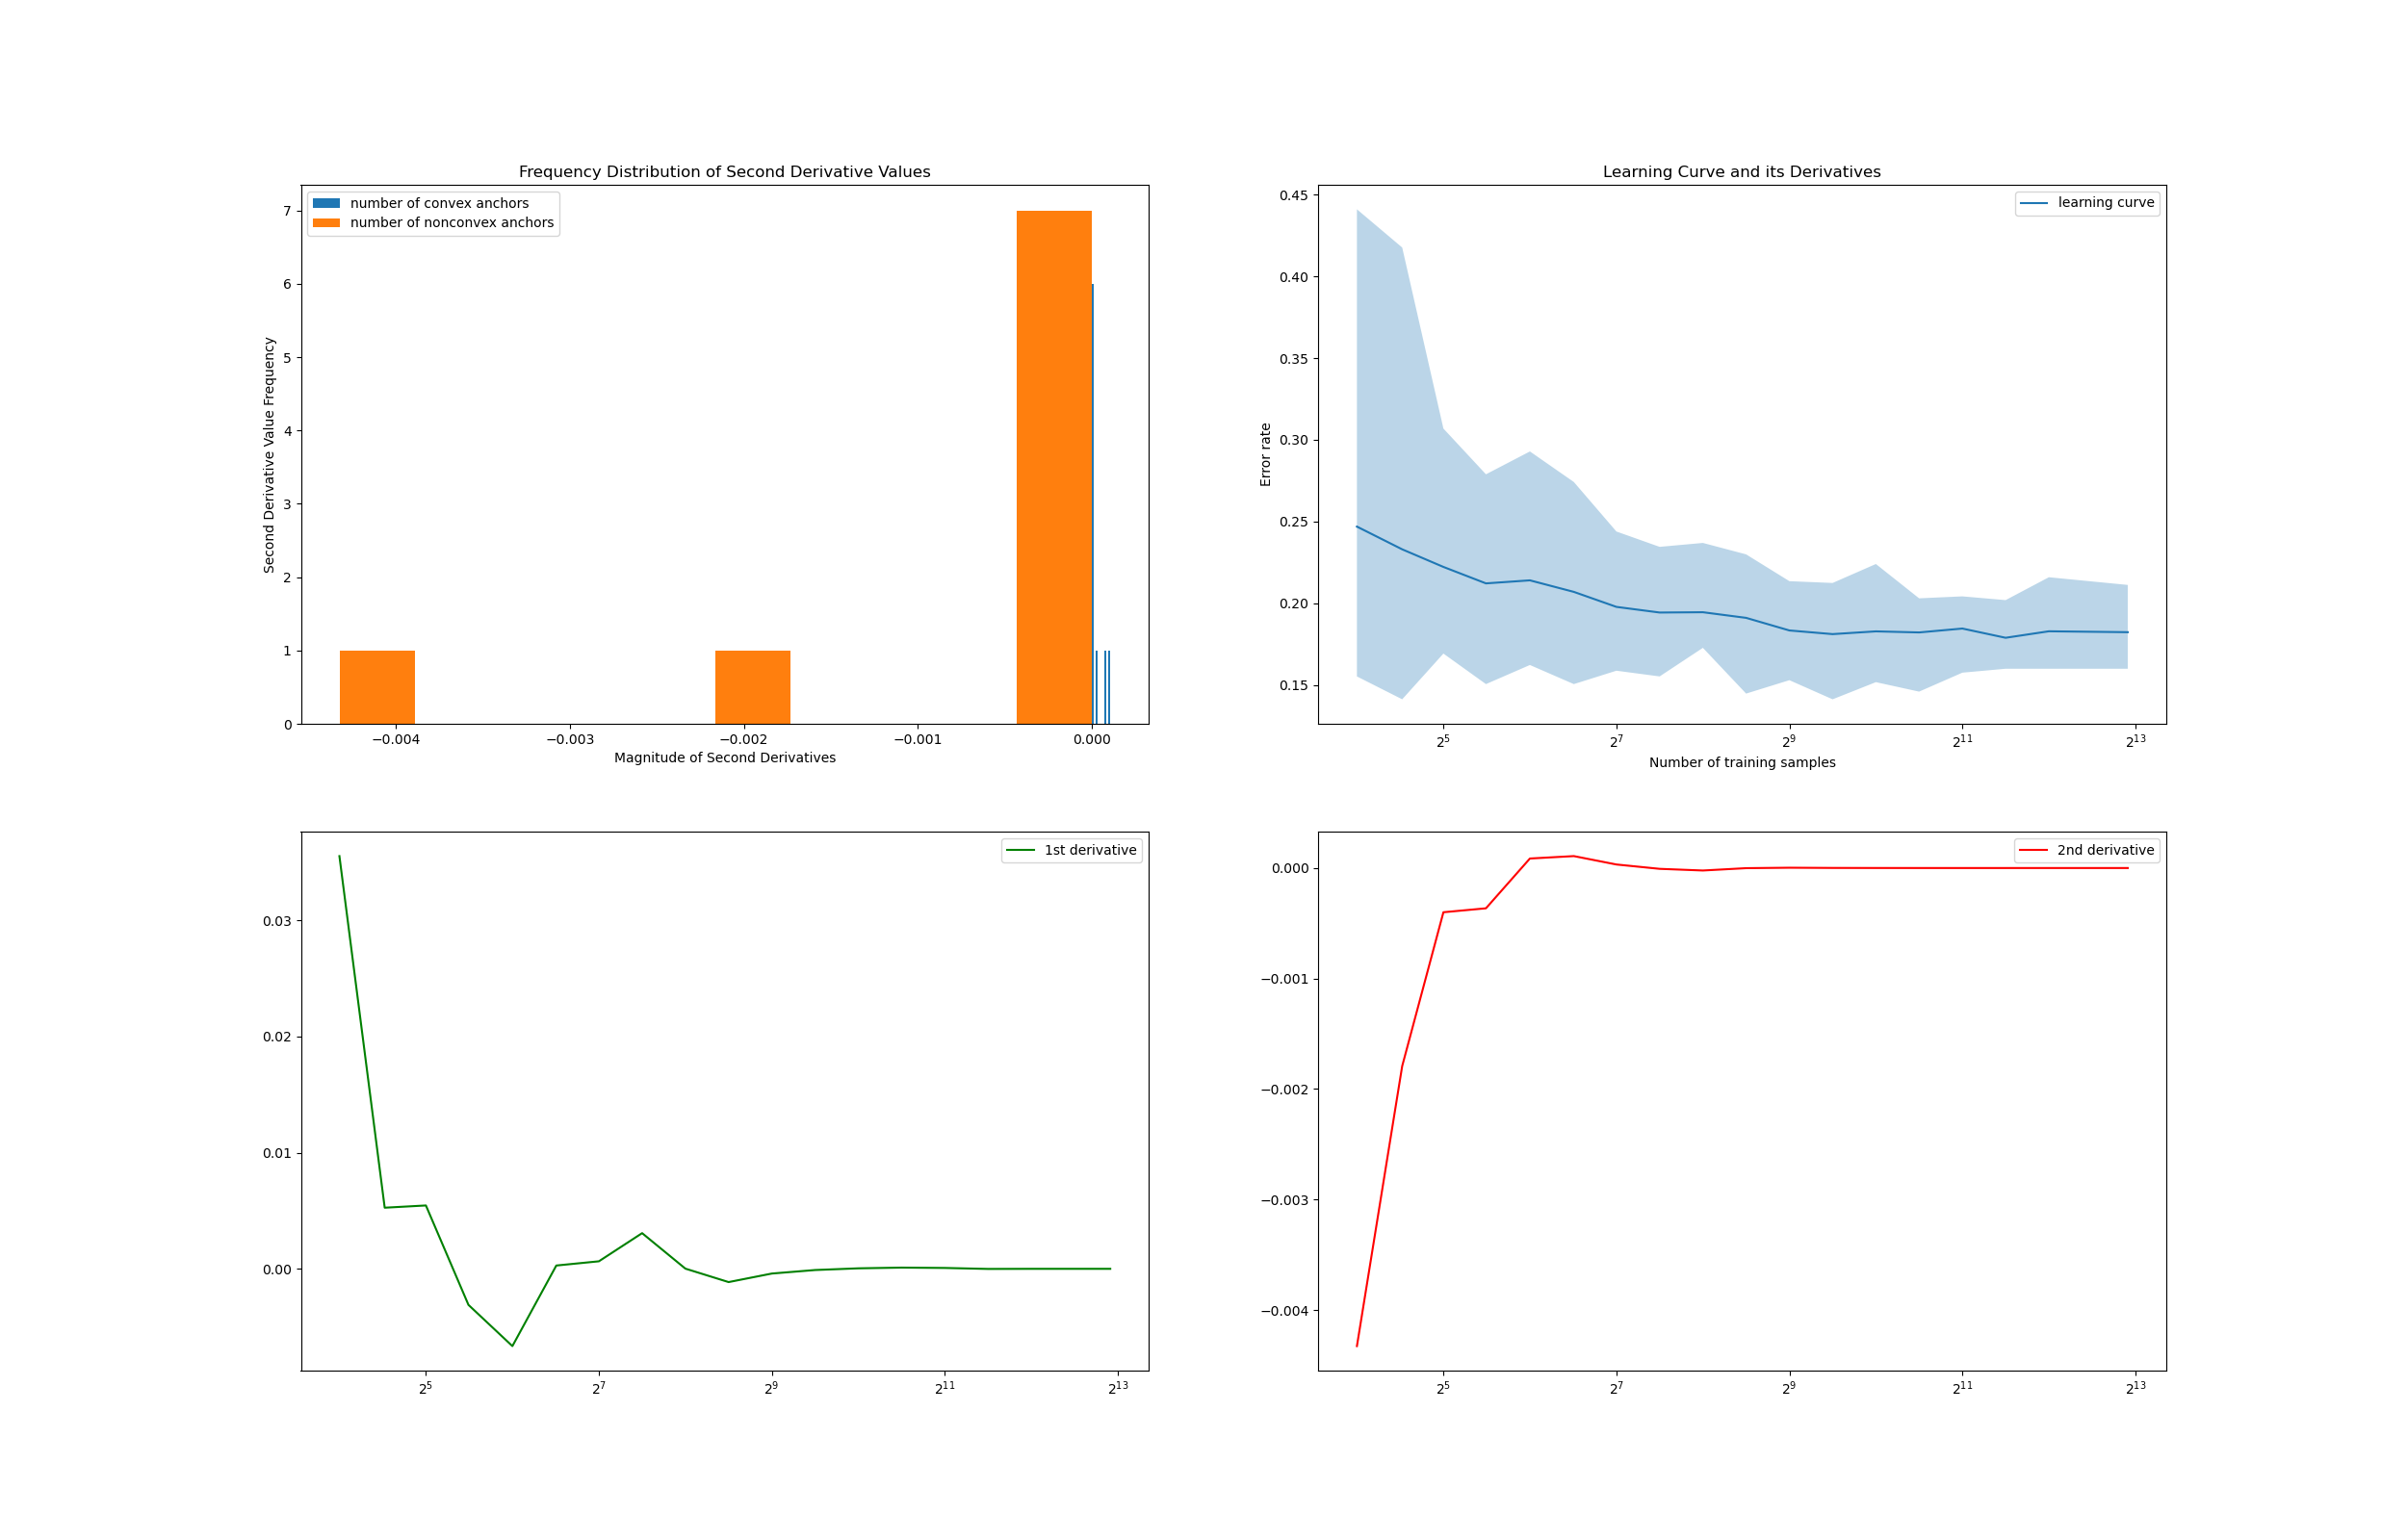 Frequency Distribution of Second Derivative Values
number of convex anchors
number of nonconvex anchors
7
6
5
4
3
2
1
0
Second Derivative Value Frequency
−0.004 −0.003 −0.002 −0.001 0.000
Magnitude of Second Derivatives
Learning Curve and its Derivatives
learning curve
0.45
0.40
0.35
0.30
0.25
0.20
0.15
Error rate
2^5 2^7 2^9 2^11 2^13
Number of training samples
1st derivative
0.03
0.02
0.01
0.00
2^5 2^7 2^9 2^11 2^13
2nd derivative
0.000
−0.001
−0.002
−0.003
−0.004
2^5 2^7 2^9 2^11 2^13